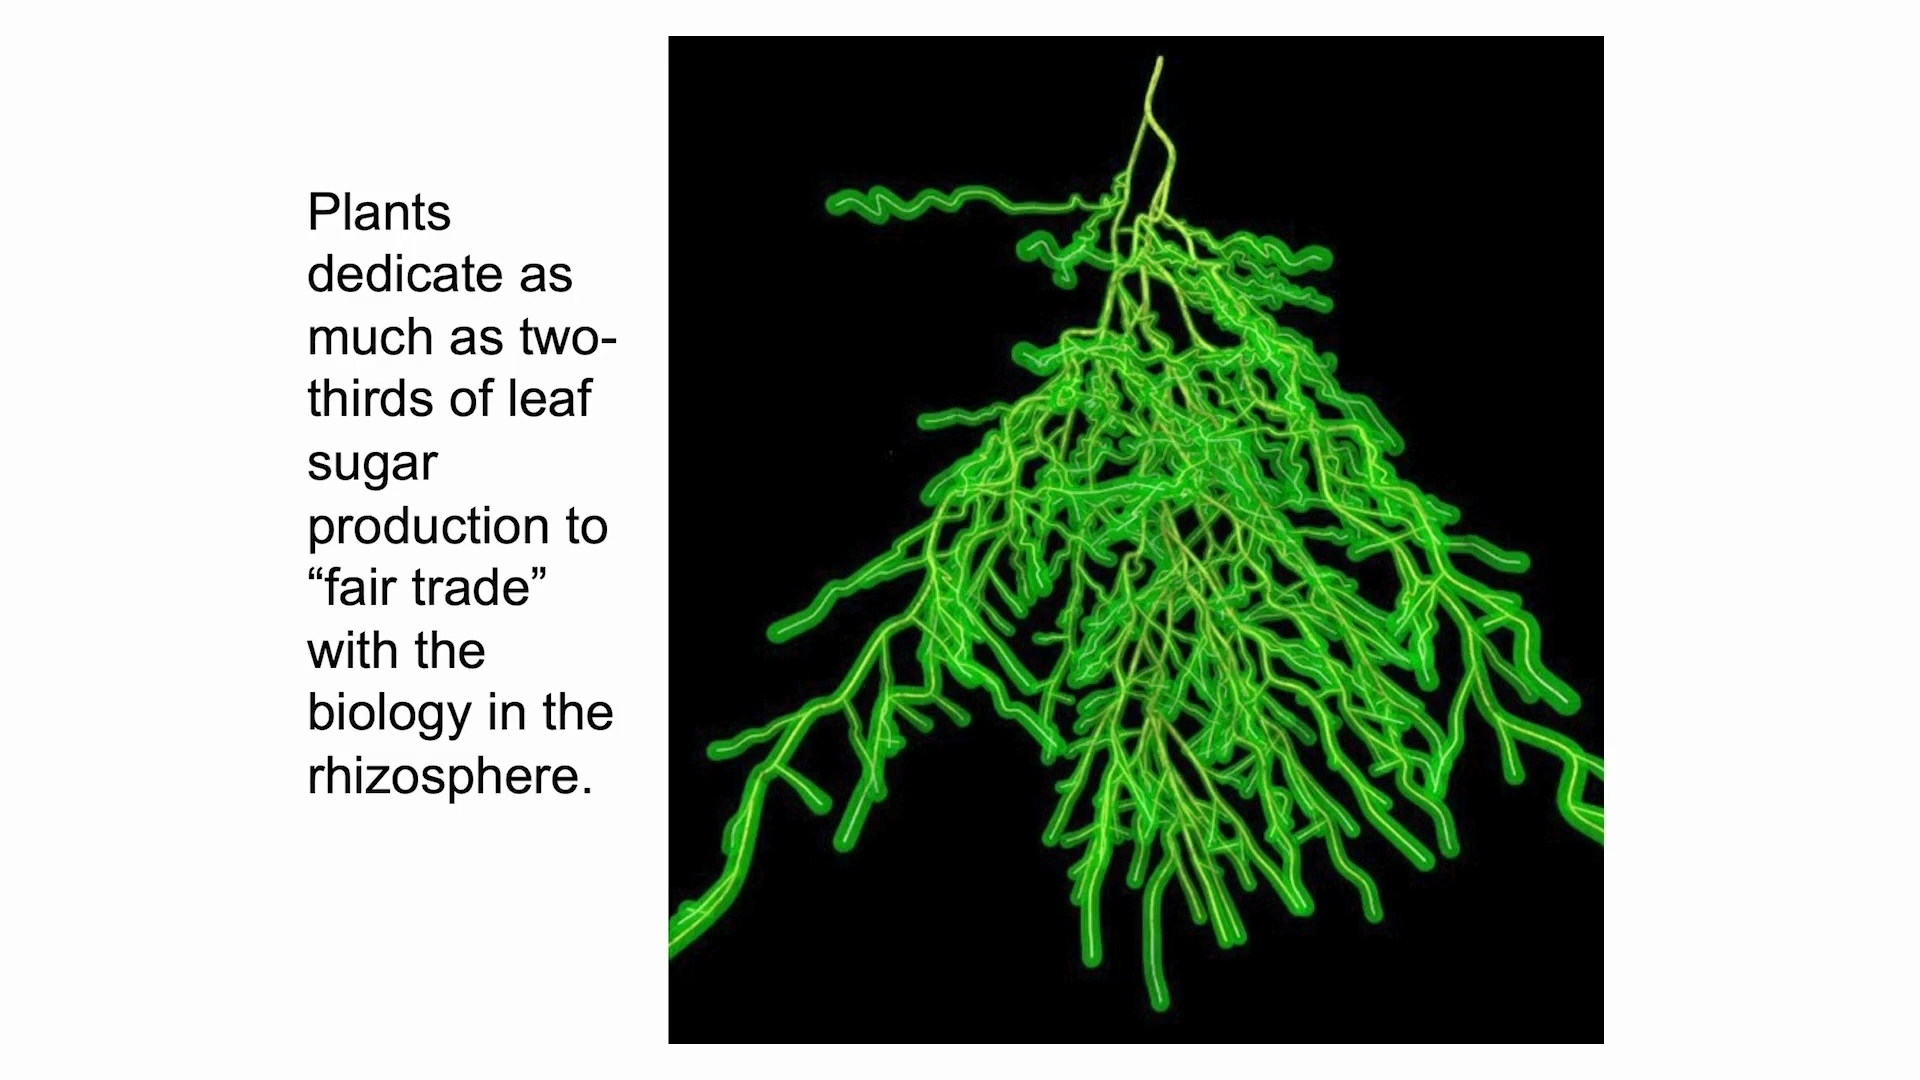 Plants
dedicate as
much as two-
thirds of leaf
sugar
production to
“fair trade”
with the
biology in the
rhizosphere.